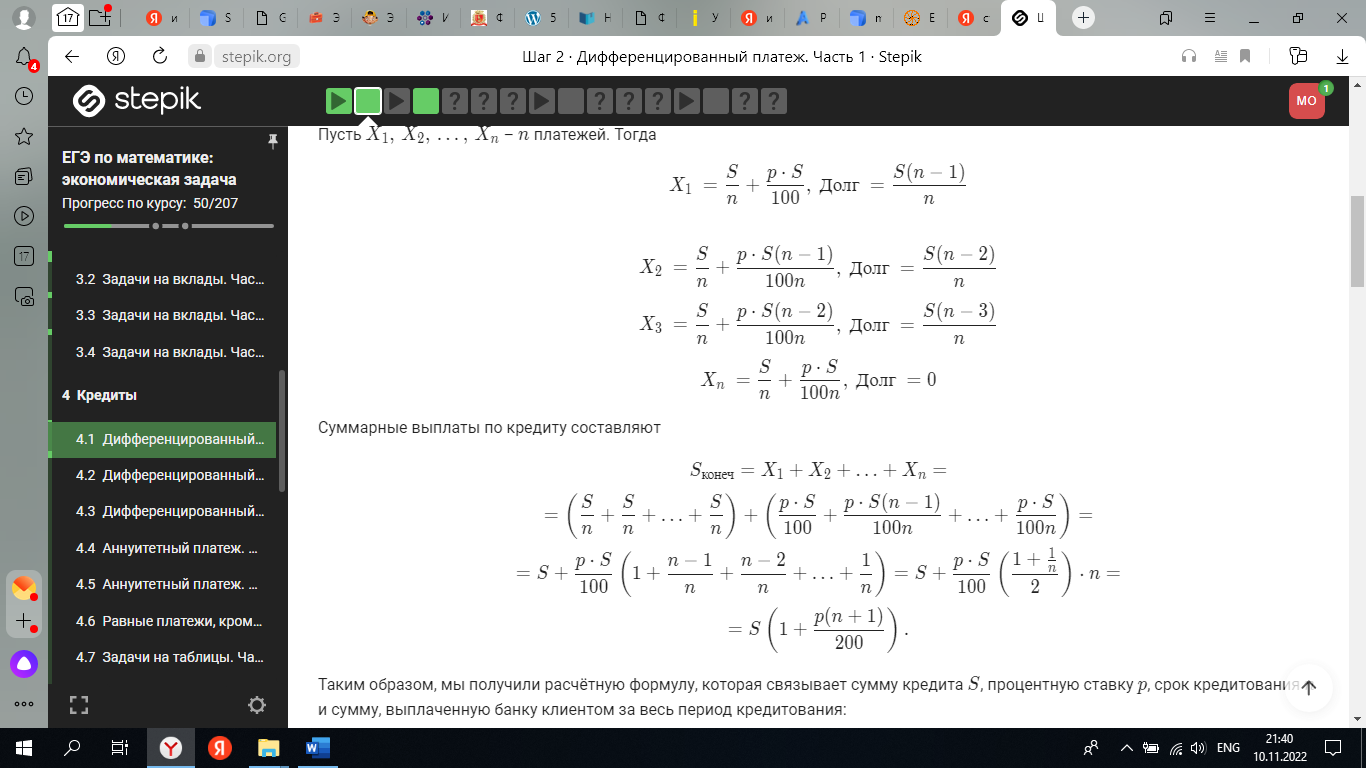 17
и
S
G
Э
Э
И
Ф
5
Н
Ф
У
и
Р
п
Е
с
Ш
4
stepik.org
Шаг 2 · Дифференцированный платеж. Часть 1 · Stepik
stepik
? ? ? ? ? ? ? ?
MO
1
ЕГЭ по математике:
экономическая задача
Прогресс по курсу: 50/207
3.2 Задачи на вклады. Час...
3.3 Задачи на вклады. Час...
3.4 Задачи на вклады. Час...
4 Кредиты
4.1 Дифференцированный...
4.2 Дифференцированный...
4.3 Дифференцированный...
4.4 Аннуитетный платеж. ...
4.5 Аннуитетный платеж. ...
4.6 Равные платежи, кром...
4.7 Задачи на таблицы. Ча...
17
Пусть X₁, X₂, …, Xₙ – n платежей. Тогда
X₁ = S/n + p · S/100, Долг = S(n − 1)/n
X₂ = S/n + p · S(n − 1)/100n, Долг = S(n − 2)/n
X₃ = S/n + p · S(n − 2)/100n, Долг = S(n − 3)/n
Xₙ = S/n + p · S/100n, Долг = 0
Суммарные выплаты по кредиту составляют
Sконеч = X₁ + X₂ + … + Xₙ =
= (S/n + S/n + … + S/n) + (p · S/100 + p · S(n − 1)/100n + … + p · S/100n) =
= S + p · S/100 (1 + n − 1/n + n − 2/n + … + 1/n) = S + p · S/100 (1 + 1/n/2) · n =
= S (1 + p(n + 1)/200).
Таким образом, мы получили расчётную формулу, которая связывает сумму кредита S, процентную ставку p, срок кредитования
и сумму, выплаченную банку клиентом за весь период кредитования:
ENG
21:40
10.11.2022